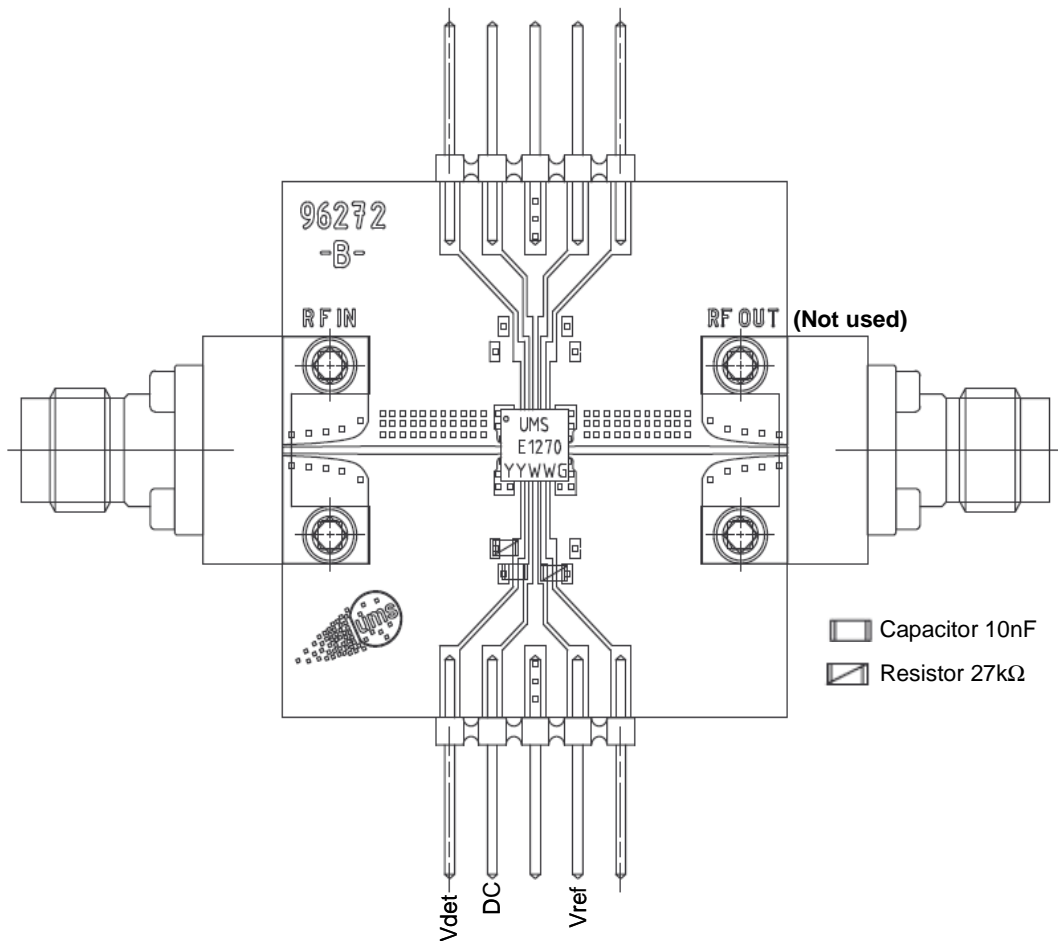 96272
-B-
RF IN
RF OUT (Not used)
UMS
E1270
YYWWG
ums
Capacitor 10nF
Resistor 27kΩ
Vdet
DC
Vref